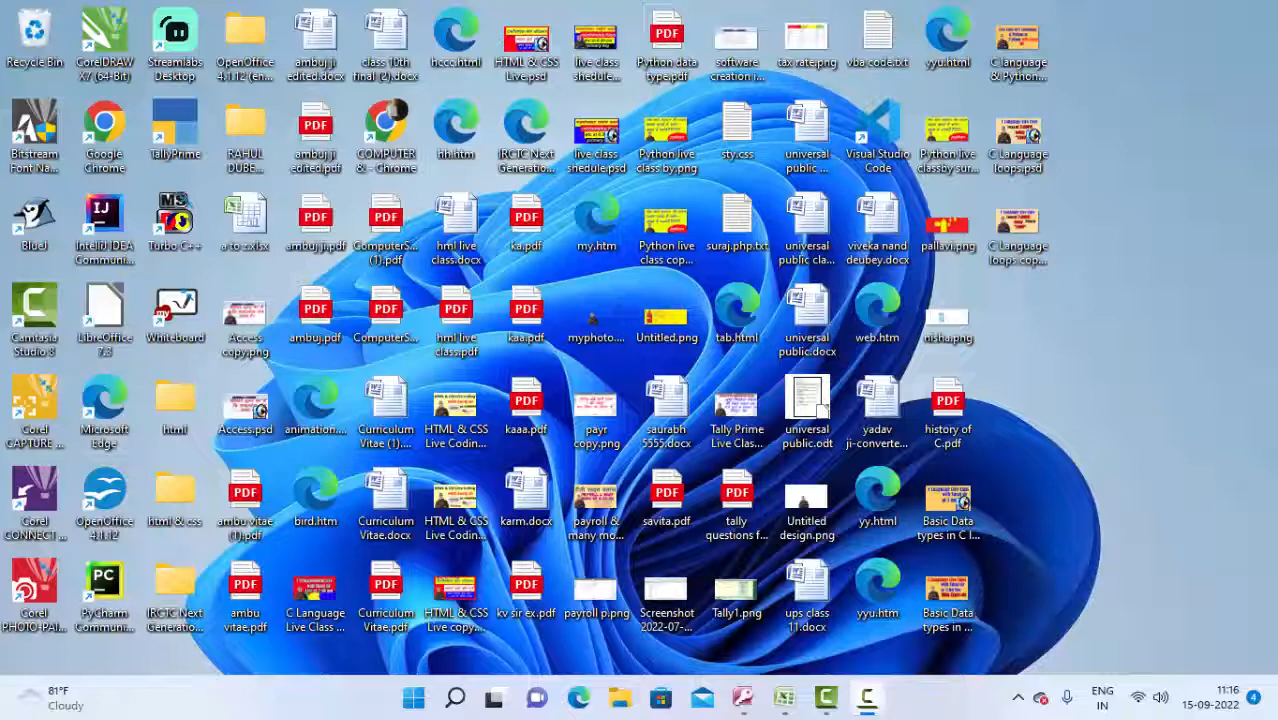 Recycle Bin
CorelDRAW
X7 (64-Bit)
Streamlabs
Desktop
OpenOffice
4.1.12 (en...
ambuj ji
edited.docx
class 10th
final (2).docx
hccc.html
HTML & CSS
Live.psd
live class
shedule...
Python data
type.pdf
software
creation i...
tax rate.png
vba code.txt
yyu.html
C language
& Python...
Bitstream
Font Na...
Google
Chrome
TallyPrime
RAHUL
DUBE...
ambuj ji
edited.pdf
COMPUTER
& - Chrome
hh.htm
IRCTC Next
Generatio...
live class
shedule.psd
Python live
class by.png
sty.css
universal
public ...
Visual Studio
Code
Python live
classby sur...
C Language
loops.psd
BlueJ
IntelliJ IDEA
Communi...
Turbo C++
a to z.xlsx
ambuj ji.pdf
ComputerS...
(1).pdf
hml live
class.docx
ka.pdf
my.htm
Python live
class cop...
suraj.php.txt
universal
public cla...
viveka nand
deubey.docx
pallavi.png
C Language
loops cop...
Camtasia
Studio 8
LibreOffice
7.3
Whiteboard
Access
copy.png
ambuj.pdf
ComputerS...
hml live
class.pdf
kaa.pdf
myphoto....
Untitled.png
tab.html
universal
public.docx
web.htm
nisha.png
Corel
CAPTURE ...
Microsoft
Edge
html
Access.psd
animation....
Curriculum
Vitae (1)....
HTML & CSS
Live Codin...
kaaa.pdf
payr
copy.png
saurabh
5555.docx
Tally Prime
Live Clas...
universal
public.odt
yadav
ji-converte...
history of
C.pdf
Corel
CONNECT ...
OpenOffice
4.1.12
html & css
ambu vitae
(1).pdf
bird.htm
Curriculum
Vitae.docx
HTML & CSS
Live Codin...
karm.docx
payroll &
many mo...
savita.pdf
tally
questions f...
Untitled
design.png
yy.html
Basic Data
types in C l...
Corel
PHOTO-PAI...
PyCharm
Communi...
IRCTC Next
Generatio...
ambu
vitae.pdf
C Language
Live Class ...
Curriculum
Vitae.pdf
HTML & CSS
Live copy....
kv sir ex.pdf
payroll p.png
Screenshot
2022-07-...
Tally1.png
ups class
11.docx
yyu.htm
Basic Data
types in ...
81°F
Cloudy
ENG
IN
11:16
15-09-2022
4